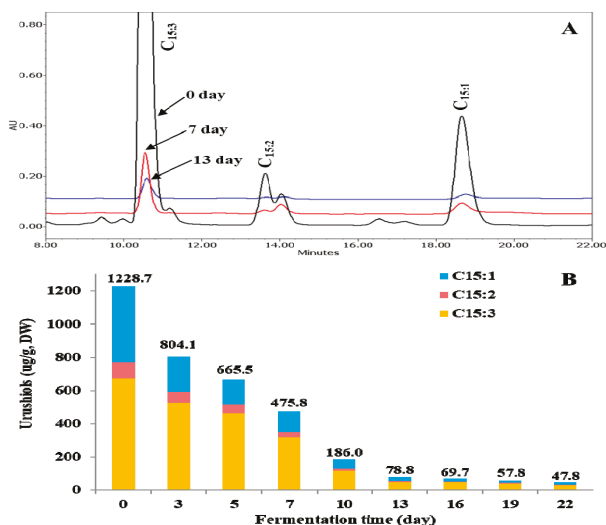 A
0.80
0.60
0.40
0.20
0.00
AU
C15:3
0 day
7 day
13 day
C15:2
C15:1
8.00 10.00 12.00 14.00 16.00 18.00 20.00 22.00
Minutes
B
C15:1
C15:2
C15:3
Urushiols (ug/g, DW)
1200
1000
800
600
400
200
0
1228.7
804.1
665.5
475.8
186.0
78.8
69.7
57.8
47.8
0 3 5 7 10 13 16 19 22
Fermentation time (day)